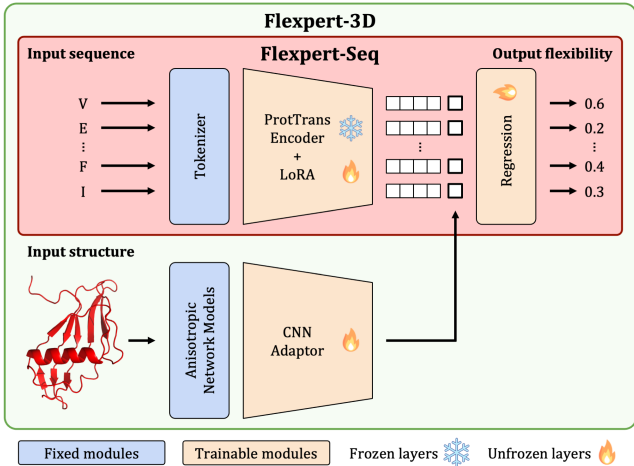 Flexpert-3D
Input sequence
Flexpert-Seq
Output flexibility
V
E
...
F
I
Tokenizer
ProtTrans
Encoder
+
LoRA
...
Regression
0.6
0.2
...
0.4
0.3
Input structure
Anisotropic
Network Models
CNN
Adaptor
Fixed modules
Trainable modules
Frozen layers
Unfrozen layers